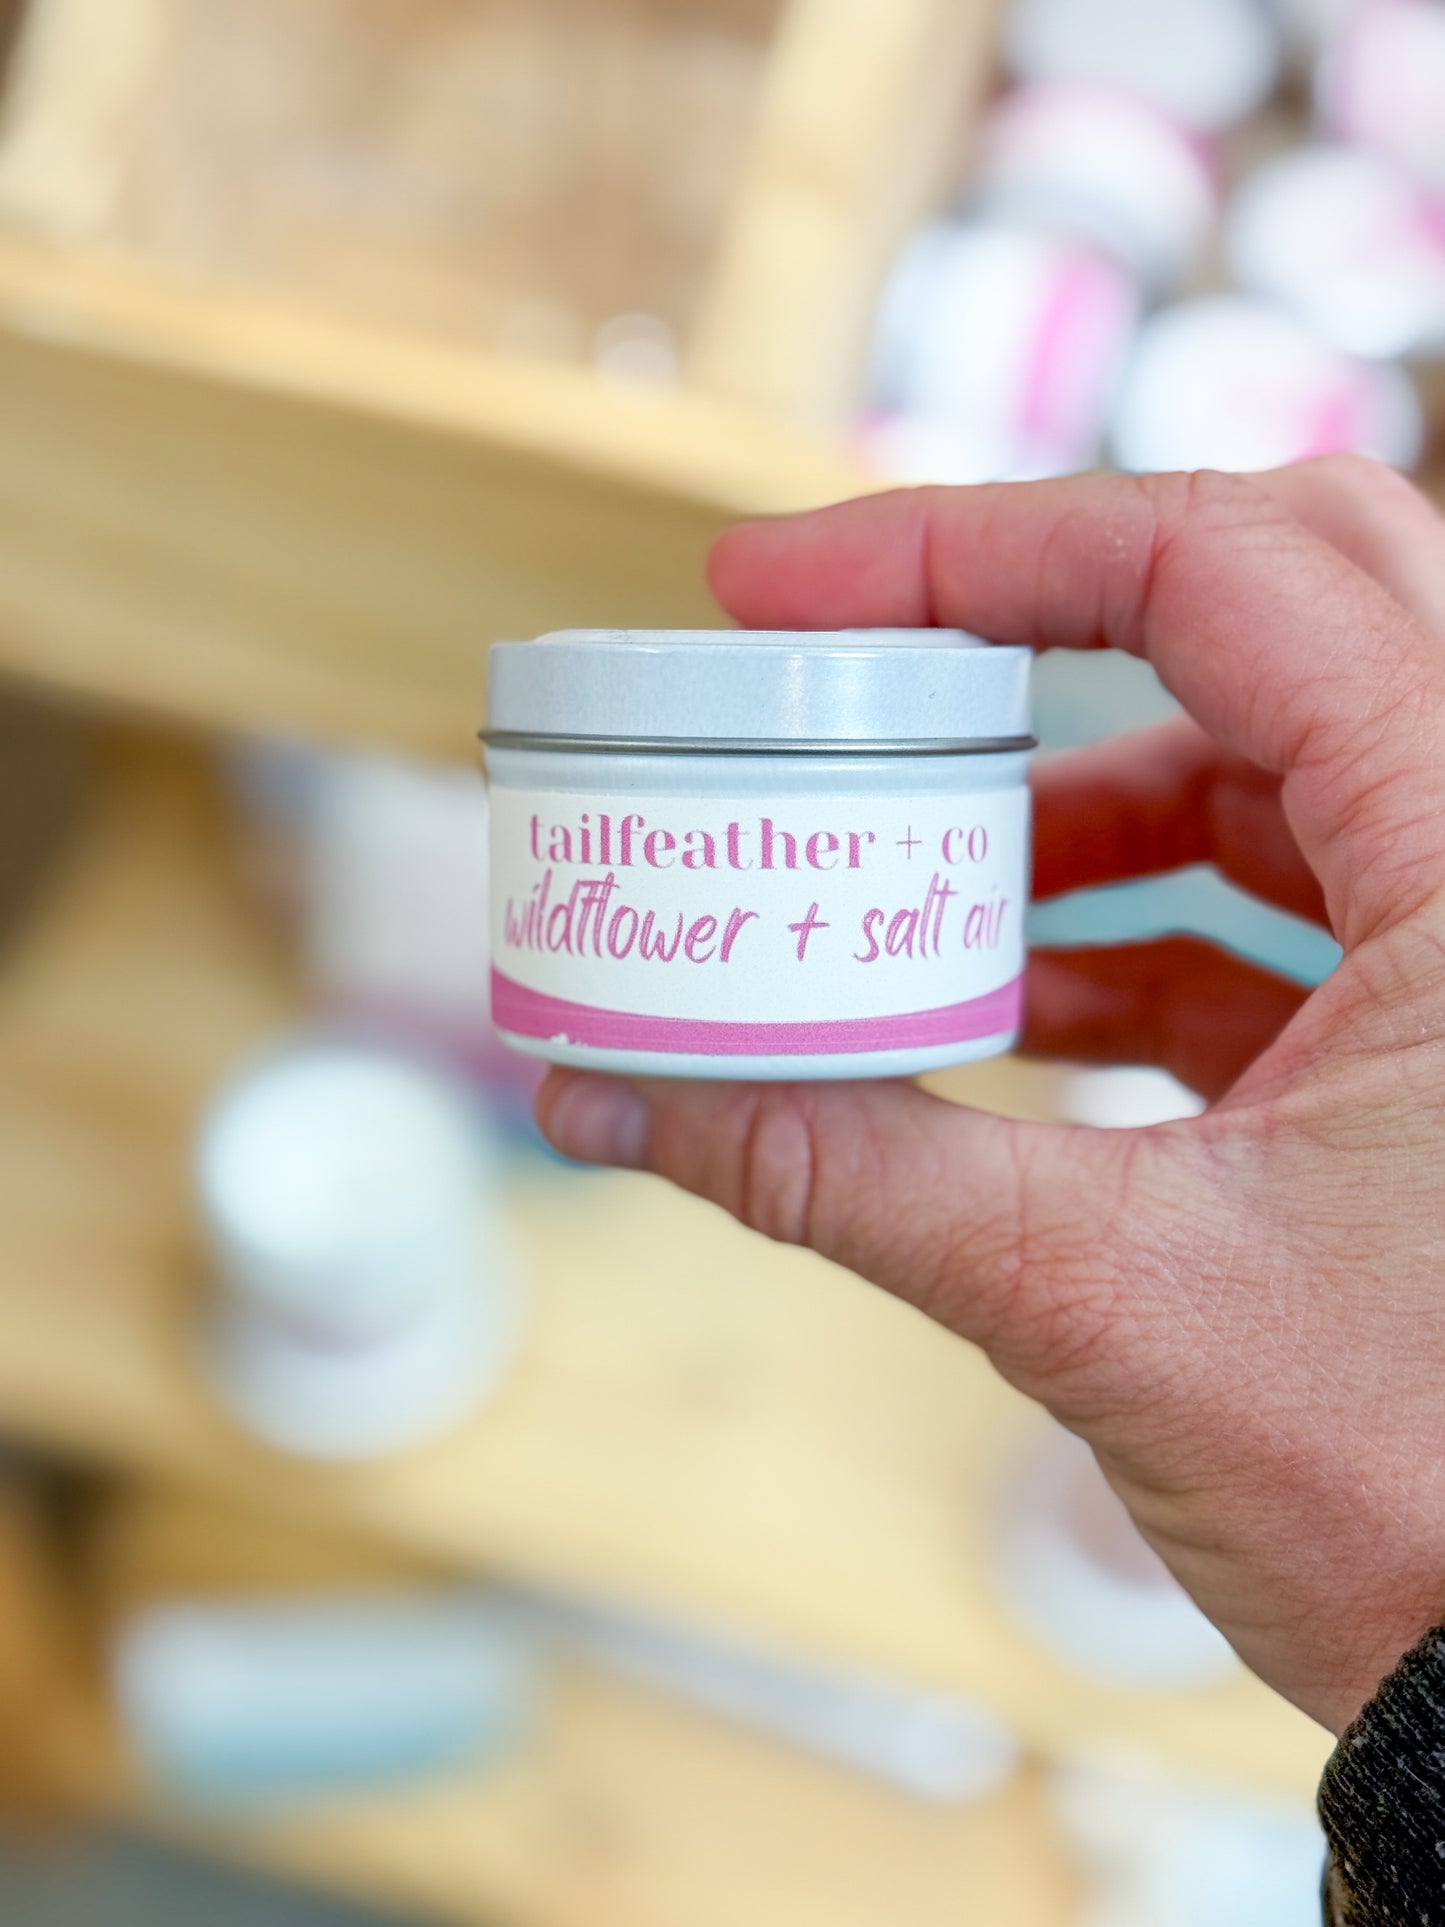 tailfeather + co
wildflower + salt air